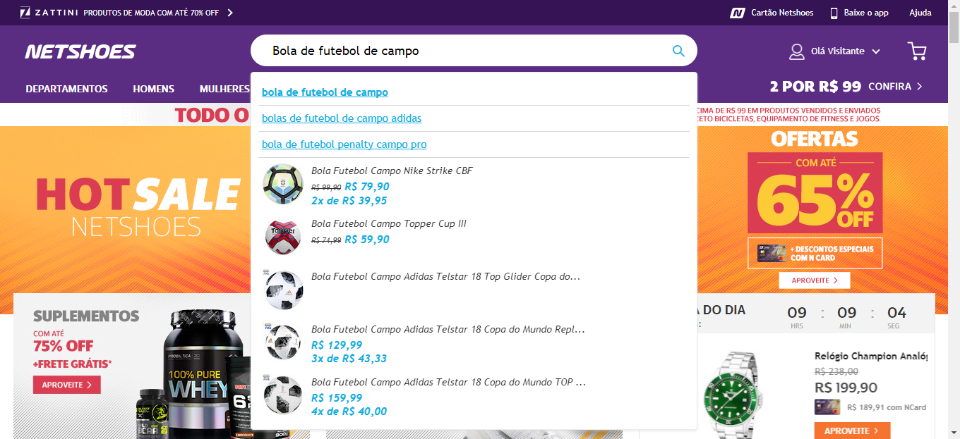 ZATTINI PRODUTOS DE MODA COM ATÉ 70% OFF
Cartão Netshoes
Baixe o app
Ajuda
NETSHOES
Bola de futebol de campo
Olá Visitante
DEPARTAMENTOS HOMENS MULHERES
2 POR R$ 99 CONFIRA
bola de futebol de campo
bolas de futebol de campo adidas
bola de futebol penalty campo pro
Bola Futebol Campo Nike Strike CBF
R$ 99,90 R$ 79,90
2x de R$ 39,95
Bola Futebol Campo Topper Cup III
R$ 74,99 R$ 59,90
Bola Futebol Campo Adidas Telstar 18 Top Glider Copa do...
Bola Futebol Campo Adidas Telstar 18 Copa do Mundo Repl...
R$ 129,99
3x de R$ 43,33
Bola Futebol Campo Adidas Telstar 18 Copa do Mundo TOP ...
R$ 159,99
4x de R$ 40,00
TODO O
CIMA DE R$ 99 EM PRODUTOS VENDIDOS E ENVIADOS
CETO BICICLETAS, EQUIPAMENTO DE FITNESS E JOGOS.
HOT SALE
NETSHOES
OFERTAS
COM ATÉ
65% OFF
+ DESCONTOS ESPECIAIS
COM N CARD
APROVEITE
SUPLEMENTOS
COM ATÉ
75% OFF
+FRETE GRÁTIS*
APROVEITE
100% PURE
WHEY
A DO DIA
:
09 : 09 : 04
HRS MIN SEG
Relógio Champion Analóg
R$ 238,00
R$ 199,90
R$ 189,91 com NCard
APROVEITE